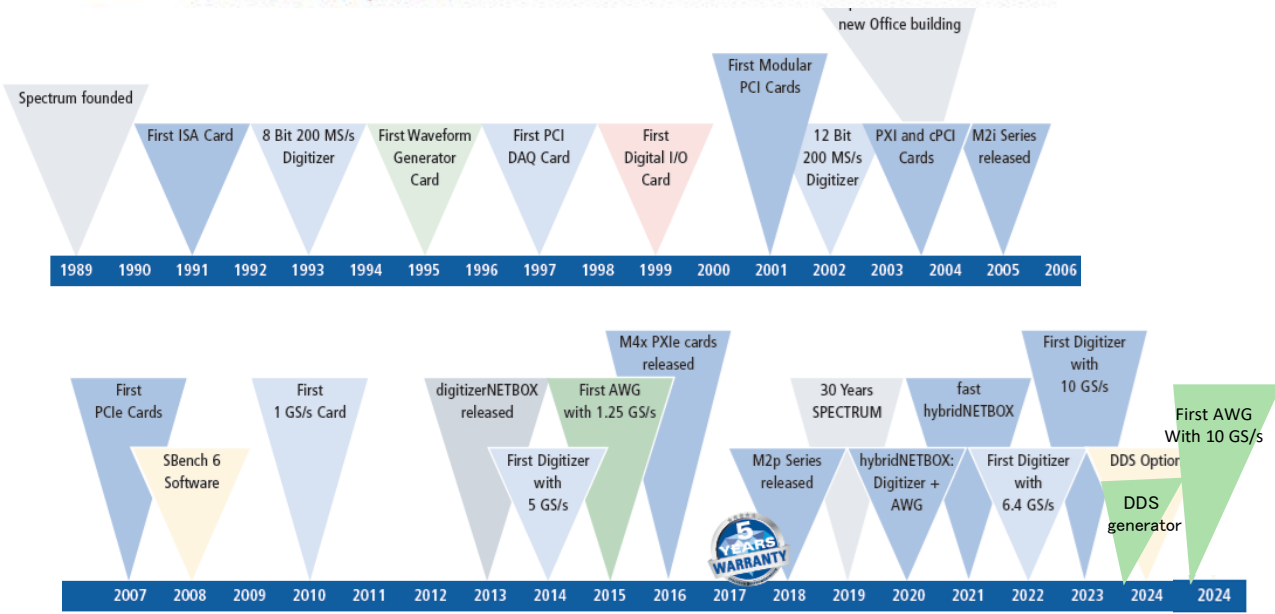 new Office building
First Modular
PCI Cards
Spectrum founded
First ISA Card
8 Bit 200 MS/s
Digitizer
First Waveform
Generator
Card
First PCI
DAQ Card
First
Digital I/O
Card
12 Bit
200 MS/s
Digitizer
PXI and cPCI
Cards
M2i Series
released
1989 1990 1991 1992 1993 1994 1995 1996 1997 1998 1999 2000 2001 2002 2003 2004 2005 2006
M4x PXIe cards
released
First Digitizer
with
10 GS/s
First
PCIe Cards
First
1 GS/s Card
digitizerNETBOX
released
First AWG
with 1.25 GS/s
30 Years
SPECTRUM
fast
hybridNETBOX
First AWG
With 10 GS/s
SBench 6
Software
First Digitizer
with
5 GS/s
M2p Series
released
hybridNETBOX:
Digitizer +
AWG
First Digitizer
with
6.4 GS/s
DDS Option
DDS
generator
5
YEARS
WARRANTY
2007 2008 2009 2010 2011 2012 2013 2014 2015 2016 2017 2018 2019 2020 2021 2022 2023 2024 2024